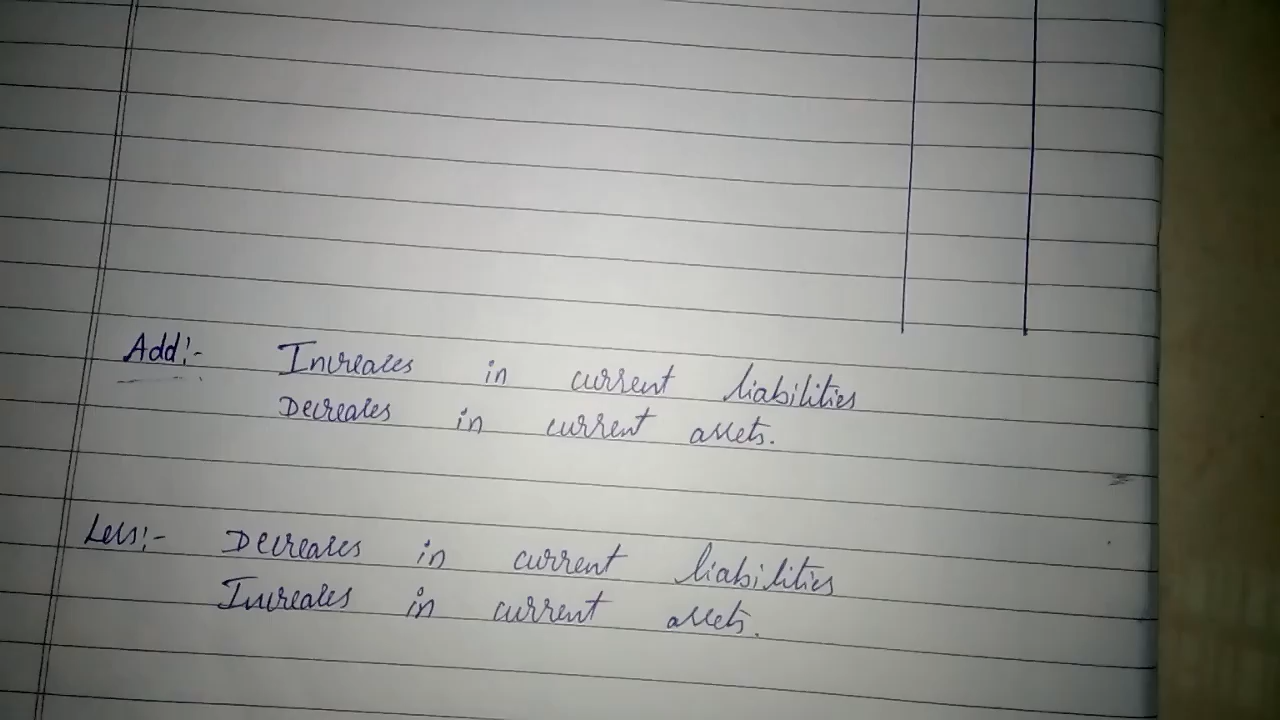 Add:- Increases in current liabilities
Decreases in current assets.
Less:- Decreases in current liabilities
Increases in current assets.